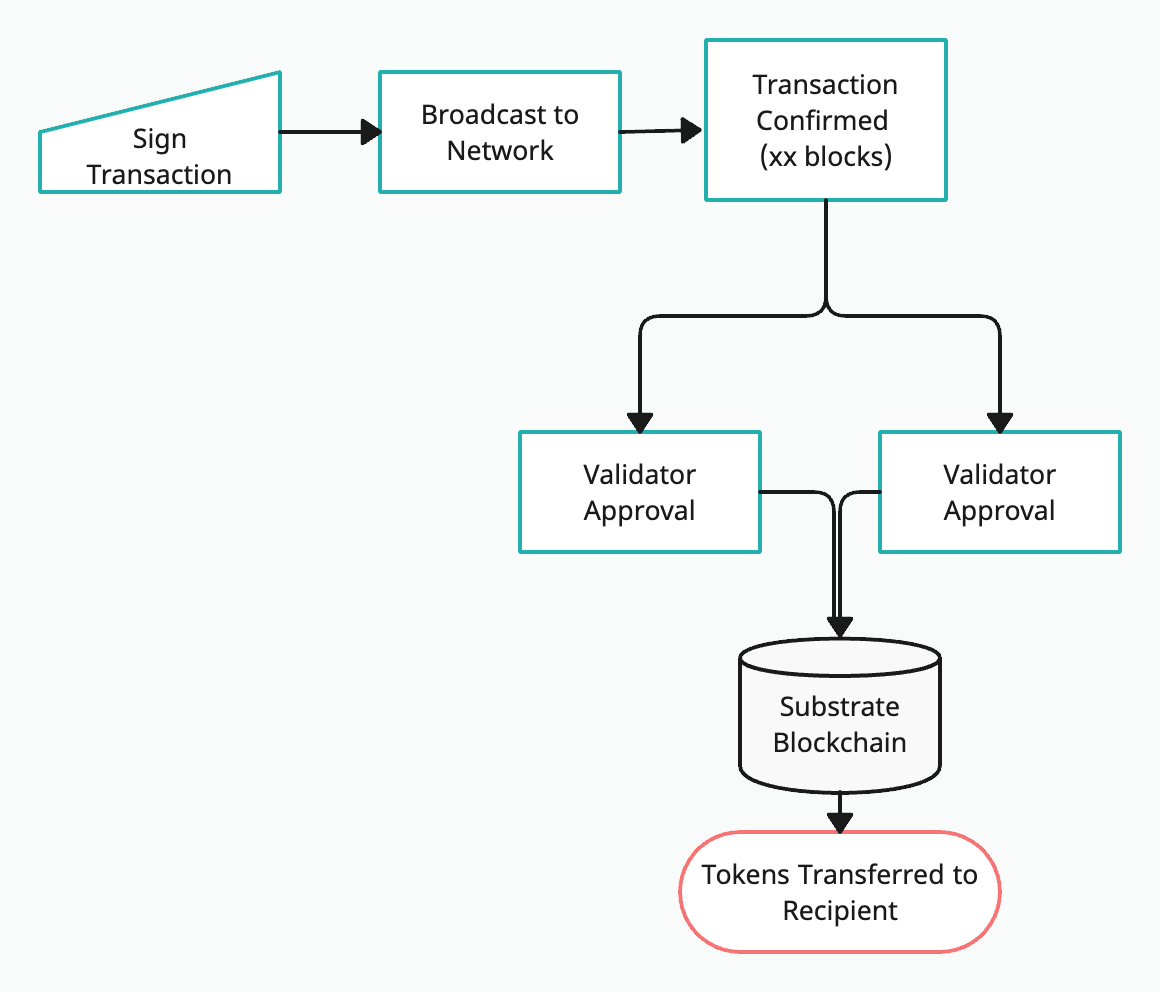 Sign
Transaction
Broadcast to
Network
Transaction
Confirmed
(xx blocks)
Validator
Approval
Validator
Approval
Substrate
Blockchain
Tokens Transferred to
Recipient